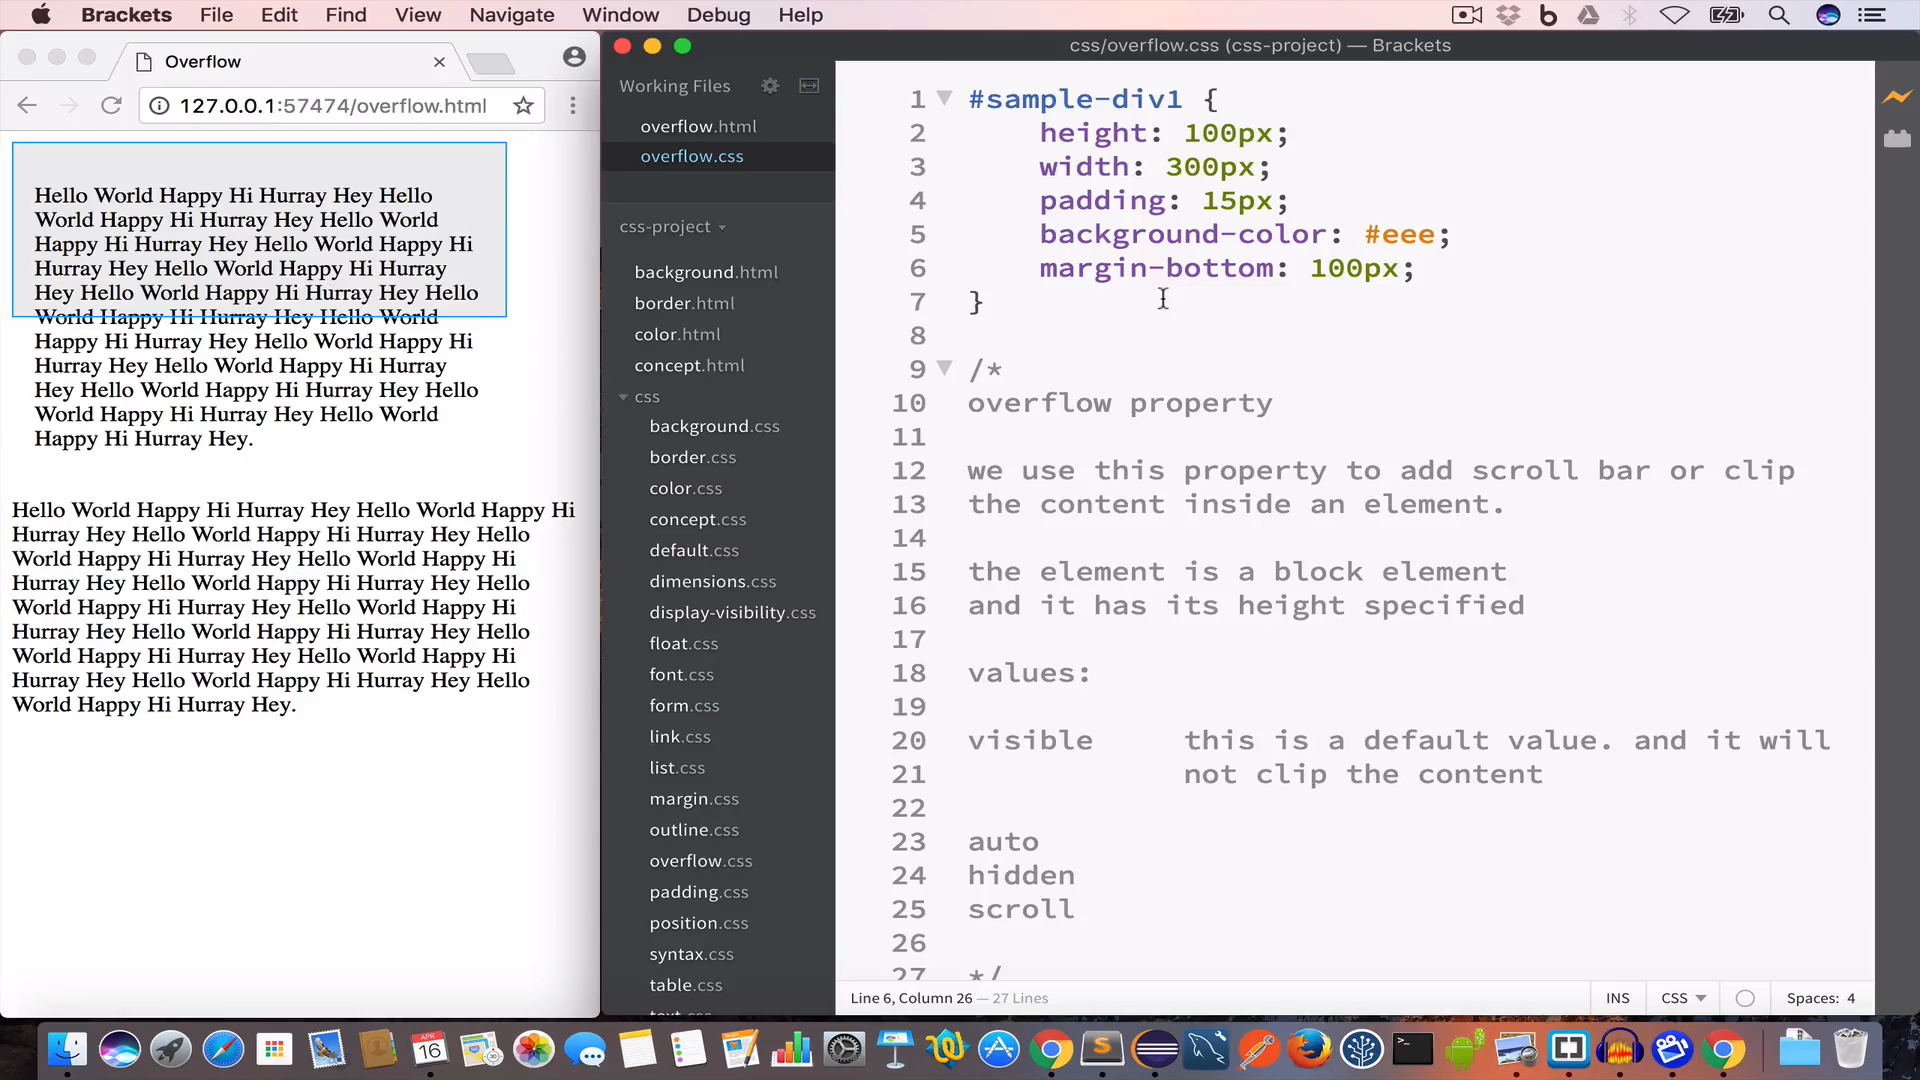 Brackets File Edit Find View Navigate Window Debug Help
Overflow
127.0.0.1:57474/overflow.html
Hello World Happy Hi Hurray Hey Hello
World Happy Hi Hurray Hey Hello World
Happy Hi Hurray Hey Hello World Happy Hi
Hurray Hey Hello World Happy Hi Hurray
Hey Hello World Happy Hi Hurray Hey Hello
World Happy Hi Hurray Hey Hello World
Happy Hi Hurray Hey Hello World Happy Hi
Hurray Hey Hello World Happy Hi Hurray
Hey Hello World Happy Hi Hurray Hey Hello
World Happy Hi Hurray Hey Hello World
Happy Hi Hurray Hey.
Hello World Happy Hi Hurray Hey Hello World Happy Hi
Hurray Hey Hello World Happy Hi Hurray Hey Hello
World Happy Hi Hurray Hey Hello World Happy Hi
Hurray Hey Hello World Happy Hi Hurray Hey Hello
World Happy Hi Hurray Hey Hello World Happy Hi
Hurray Hey Hello World Happy Hi Hurray Hey Hello
World Happy Hi Hurray Hey Hello World Happy Hi
Hurray Hey Hello World Happy Hi Hurray Hey Hello
World Happy Hi Hurray Hey.
css/overflow.css (css-project) — Brackets
Working Files
overflow.html
overflow.css
css-project
background.html
border.html
color.html
concept.html
css
background.css
border.css
color.css
concept.css
default.css
dimensions.css
display-visibility.css
float.css
font.css
form.css
link.css
list.css
margin.css
outline.css
overflow.css
padding.css
position.css
syntax.css
table.css
text.css
1 #sample-div1 {
2 height: 100px;
3 width: 300px;
4 padding: 15px;
5 background-color: #eee;
6 margin-bottom: 100px;
7 }
8
9 /*
10 overflow property
11
12 we use this property to add scroll bar or clip
13 the content inside an element.
14
15 the element is a block element
16 and it has its height specified
17
18 values:
19
20 visible this is a default value. and it will
21 not clip the content
22
23 auto
24 hidden
25 scroll
26
27 */
Line 6, Column 26 — 27 Lines
INS CSS Spaces: 4
APR
16